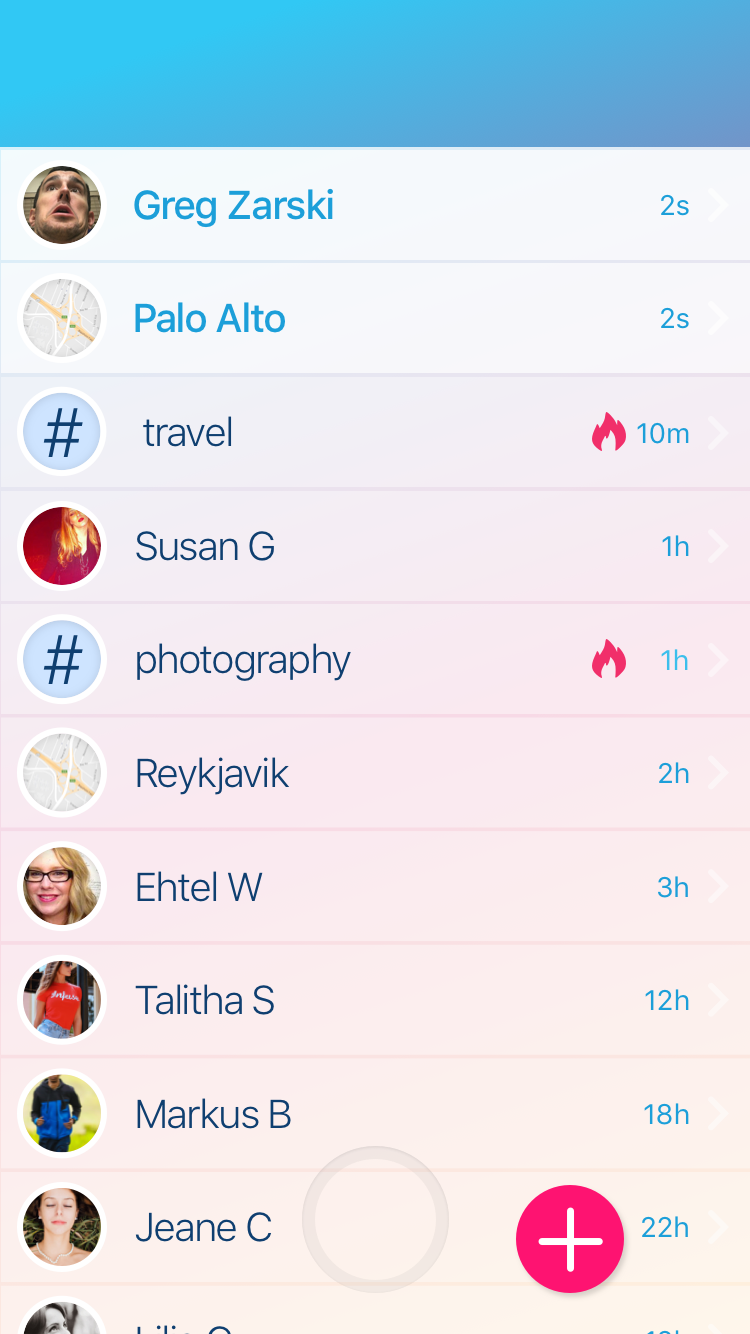 Greg Zarski 2s
Palo Alto 2s
# travel 10m
Susan G 1h
# photography 1h
Reykjavik 2h
Ehtel W 3h
Talitha S 12h
Markus B 18h
Jeane C 22h